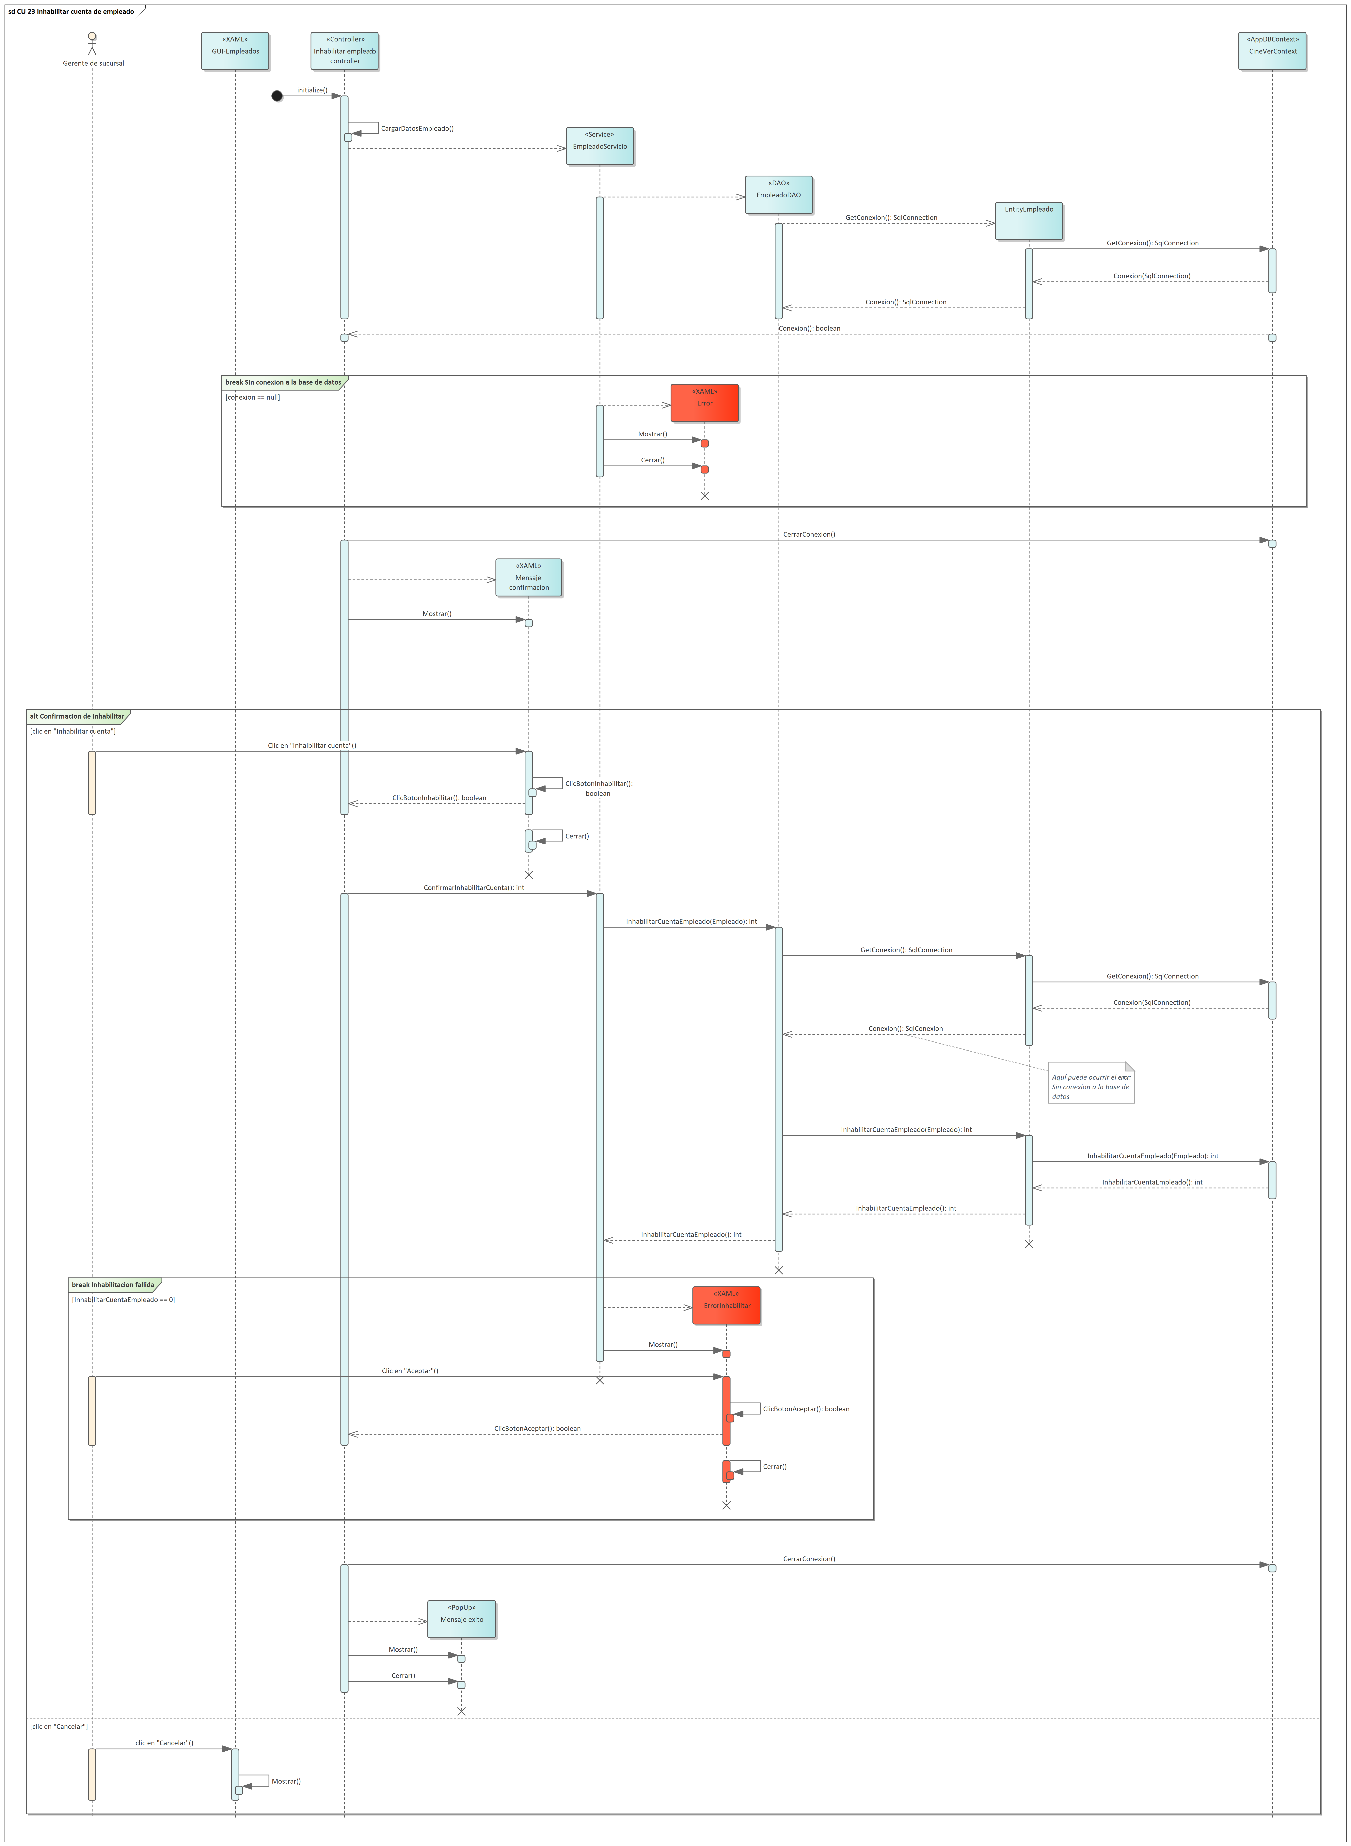 sd CU 23 Inhabilitar cuenta de empleado
Gerente de sucursal
«XAML»
GUI-Empleados
«Controller»
Inhabilitar empleado
controller
«AppDBContext»
CineVerContext
initialize()
CargarDatosEmpleado()
«Service»
EmpleadoServicio
«DAO»
EmpleadoDAO
EntityEmpleado
GetConexion(): SqlConnection
GetConexion(): SqlConnection
Conexion(SqlConnection)
Conexion(): SqlConnection
Conexion(): boolean
break Sin conexion a la base de datos
[conexion == null]
«XAML»
Error
Mostrar()
Cerrar()
CerrarConexion()
«XAML»
Mensaje
confirmacion
Mostrar()
alt Confirmacion de inhabilitar
[clic en "Inhabilitar cuenta"]
Clic en "Inhabilitar cuenta"()
ClicBotonInhabilitar():
boolean
ClicBotonInhabilitar(): boolean
Cerrar()
ConfirmarInhabilitarCuenta(): int
InhabilitarCuentaEmpleado(Empleado): int
GetConexion(): SqlConnection
GetConexion(): SqlConnection
Conexion(SqlConnection)
Conexion(): SqlConexion
Aquí puede ocurrir el error
Sin conexion a la base de
datos
InhabilitarCuentaEmpleado(Empleado): int
InhabilitarCuentaEmpleado(Empleado): int
InhabilitarCuentaEmpleado(): int
InhabilitarCuentaEmpleado(): int
InhabilitarCuentaEmpleado(): int
break Inhabilitacion fallida
[InhabilitarCuentaEmpleado == 0]
«XAML»
ErrorInhabilitar
Mostrar()
Clic en "Aceptar"()
ClicBotonAceptar(): boolean
ClicBotonAceptar(): boolean
Cerrar()
CerrarConexion()
«PopUp»
Mensaje exito
Mostrar()
Cerrar()
[clic en "Cancelar"]
clic en "Cancelar"()
Mostrar()